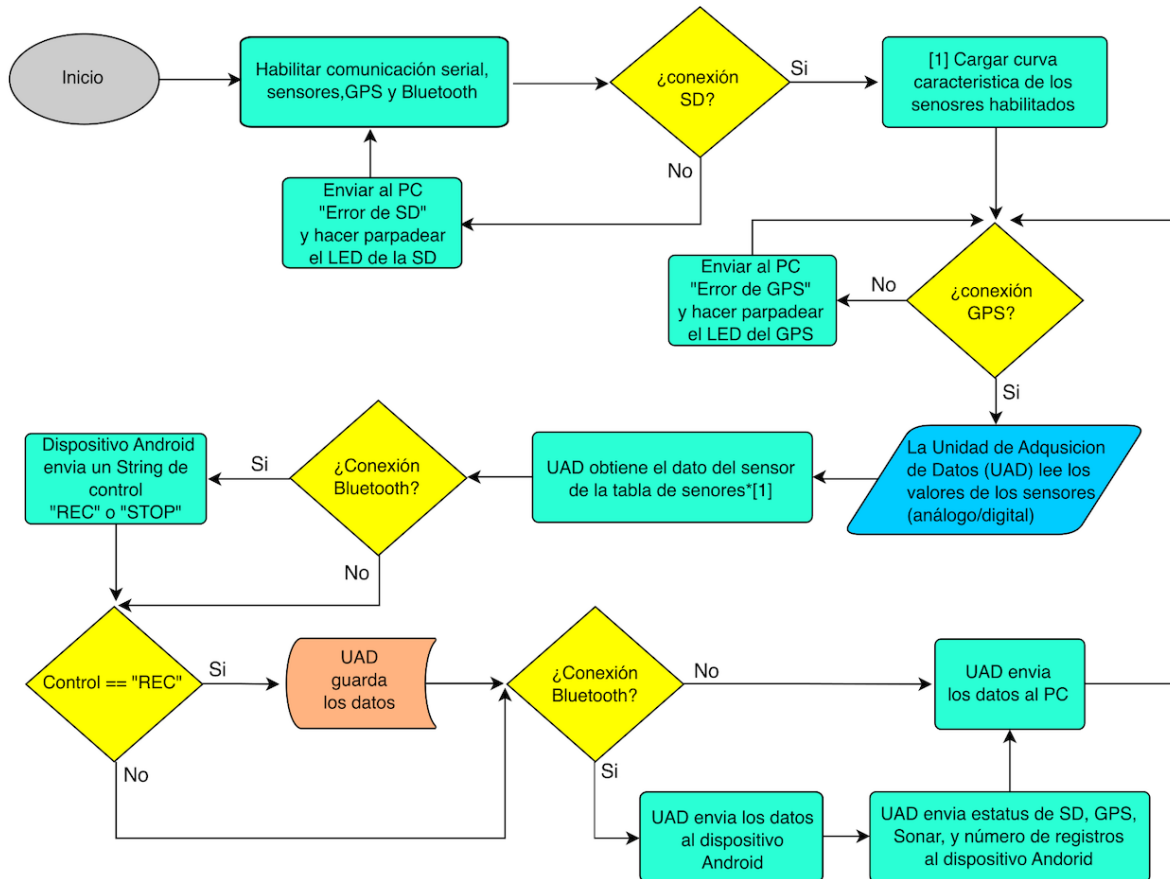 Inicio
Habilitar comunicación serial,
sensores,GPS y Bluetooth
¿conexión
SD?
Si
[1] Cargar curva
caracteristica de los
senosres habilitados
No
Enviar al PC
"Error de SD"
y hacer parpadear
el LED de la SD
Enviar al PC
"Error de GPS"
y hacer parpadear
el LED del GPS
No
¿conexión
GPS?
Si
Dispositivo Android
envia un String de
control
"REC" o "STOP"
Si
¿Conexión
Bluetooth?
UAD obtiene el dato del sensor
de la tabla de senores*[1]
La Unidad de Adqusicion
de Datos (UAD) lee los
valores de los sensores
(análogo/digital)
No
Control == "REC"
Si
UAD
guarda
los datos
¿Conexión
Bluetooth?
No
UAD envia
los datos al PC
No
Si
UAD envia los datos
al dispositivo
Android
UAD envia estatus de SD, GPS,
Sonar, y número de registros
al dispositivo Andorid